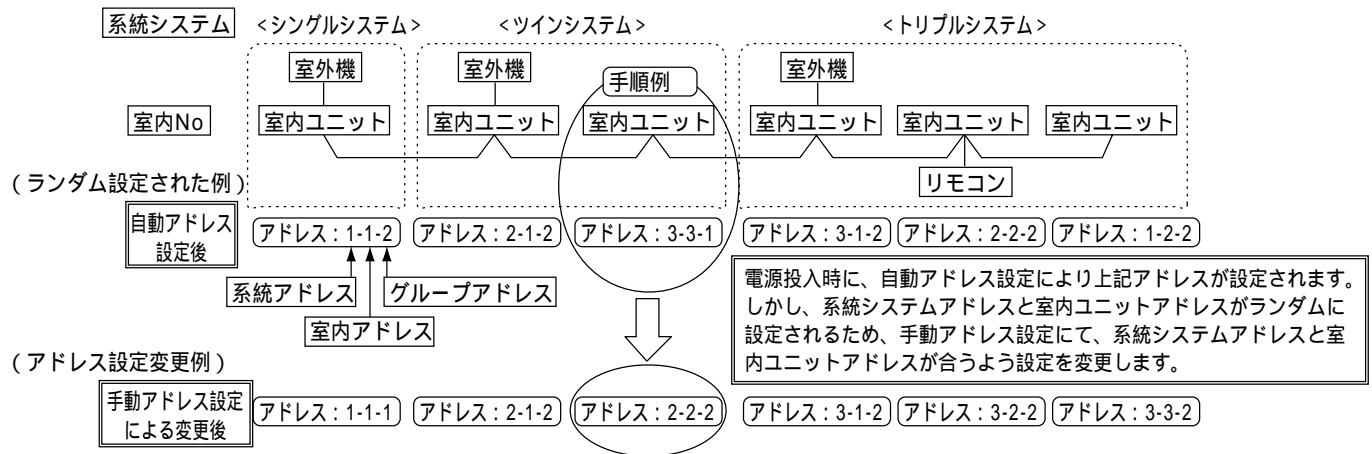 系統システム <シングルシステム> <ツインシステム> <トリプルシステム>
室外機 室外機 手順例 室外機
室内No 室内ユニット 室内ユニット 室内ユニット 室内ユニット 室内ユニット 室内ユニット
リモコン
(ランダム設定された例)
自動アドレス
設定後
アドレス:1-1-2 アドレス:2-1-2 アドレス:3-3-1 アドレス:3-1-2 アドレス:2-2-2 アドレス:1-2-2
系統アドレス グループアドレス
室内アドレス
電源投入時に、自動アドレス設定により上記アドレスが設定されます。
しかし、系統システムアドレスと室内ユニットアドレスがランダムに
設定されるため、手動アドレス設定にて、系統システムアドレスと室
内ユニットアドレスが合うよう設定を変更します。
(アドレス設定変更例)
手動アドレス設定
による変更後
アドレス:1-1-1 アドレス:2-1-2 アドレス:2-2-2 アドレス:3-1-2 アドレス:3-2-2 アドレス:3-3-2